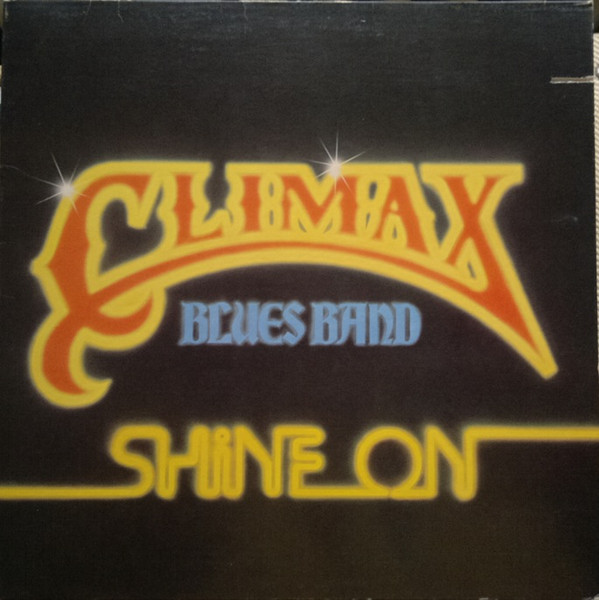 CLIMAX
BLUES BAND
SHINE ON